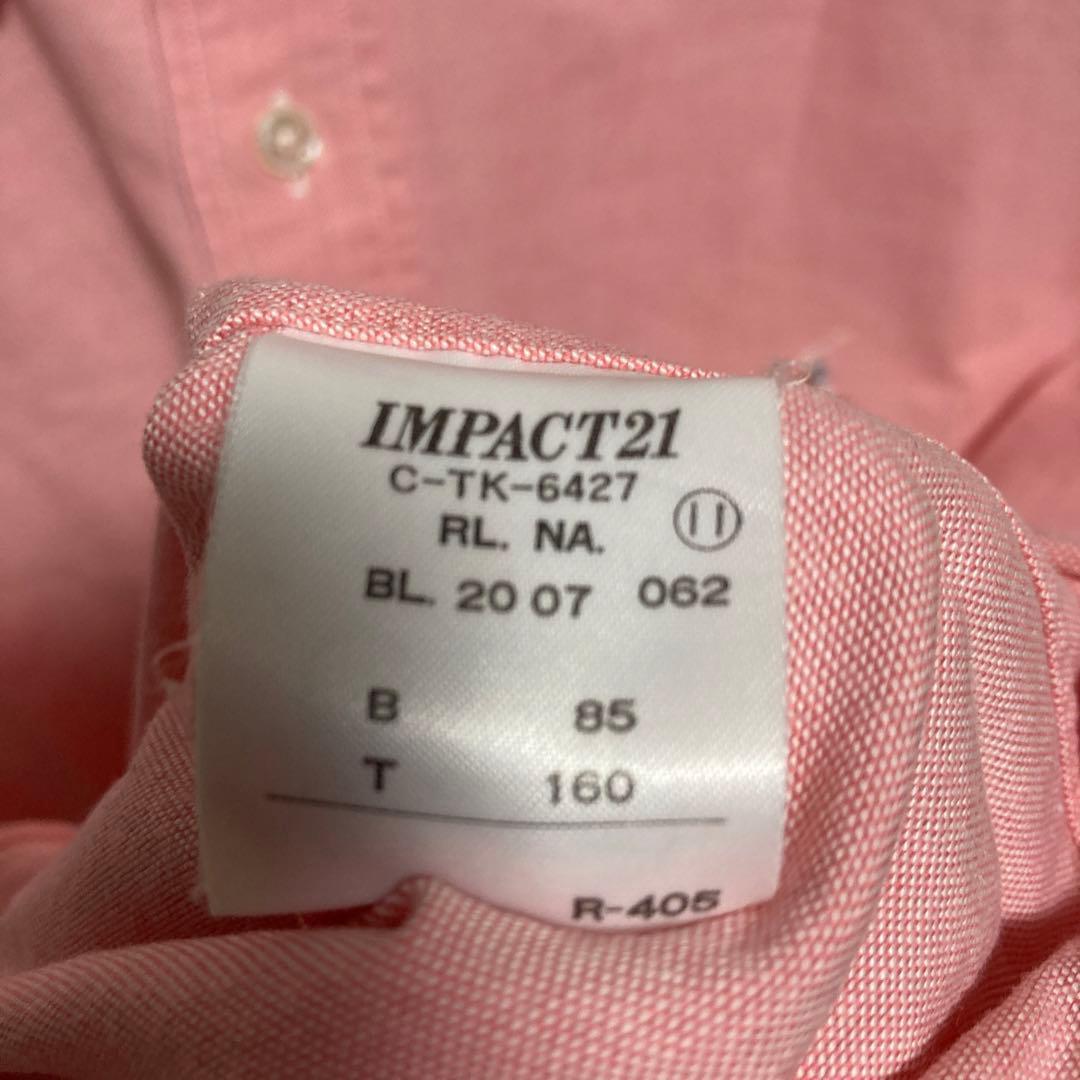 IMPACT21
C-TK-6427
RL. NA. ⑪
BL. 20 07 062
B 85
T 160
R-405